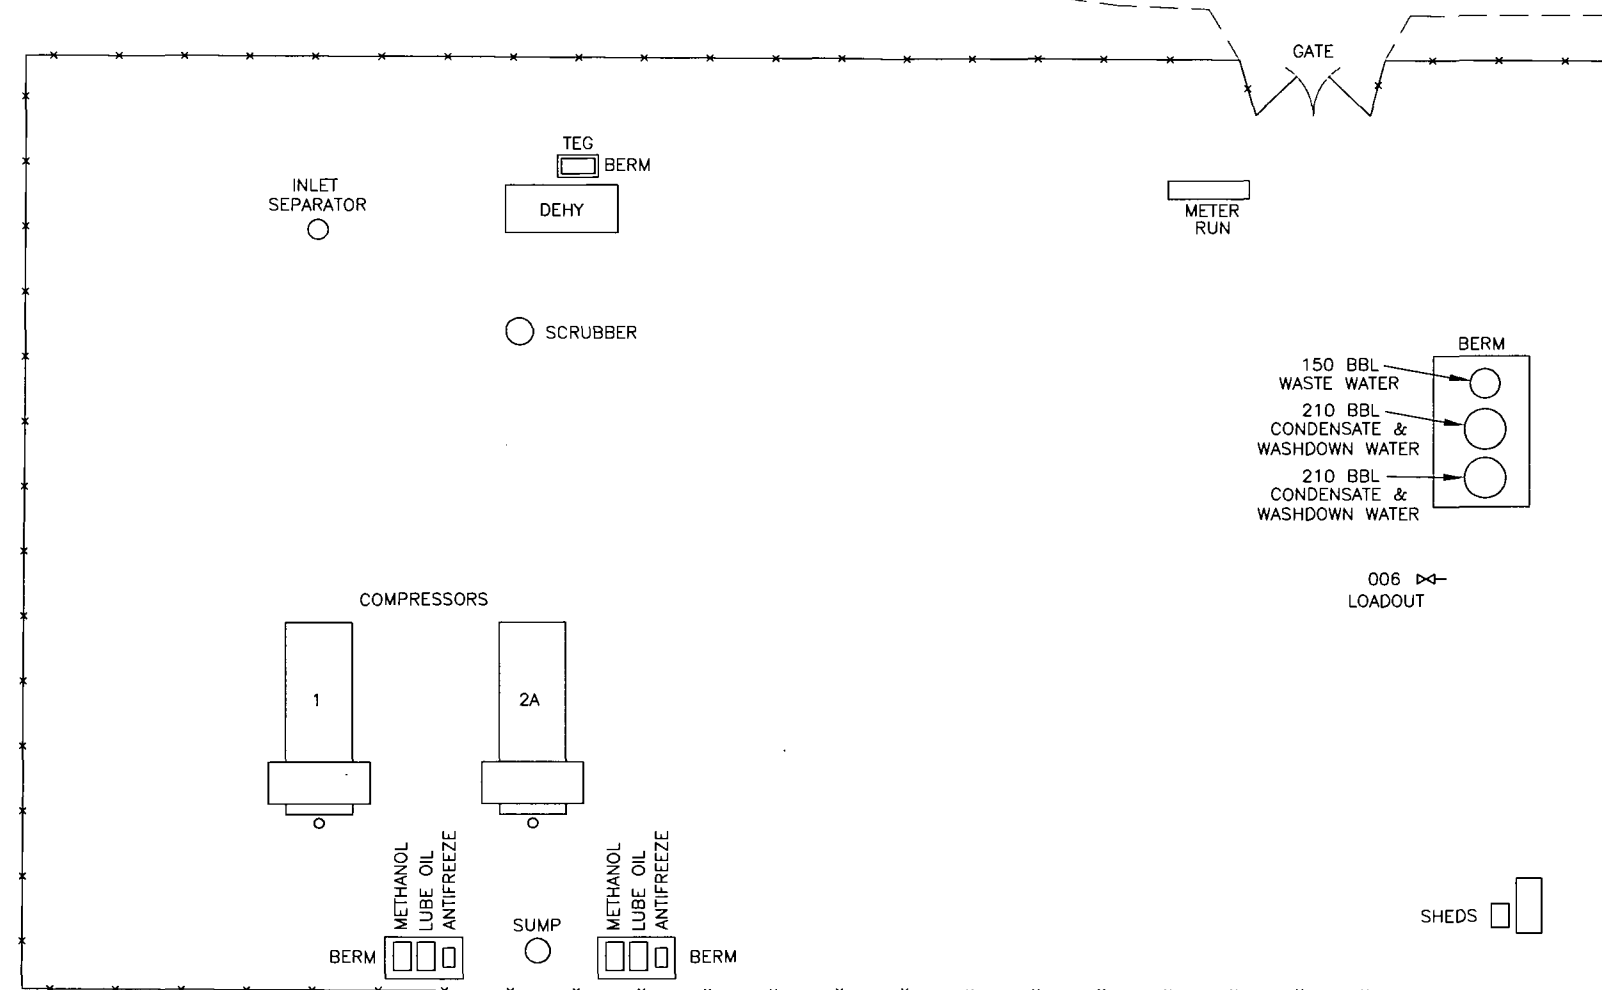 GATE
TEG
BERM
INLET
SEPARATOR
DEHY
METER
RUN
SCRUBBER
BERM
150 BBL
WASTE WATER
210 BBL
CONDENSATE &
WASHDOWN WATER
210 BBL
CONDENSATE &
WASHDOWN WATER
006
LOADOUT
COMPRESSORS
1
2A
METHANOL
LUBE OIL
ANTIFREEZE
METHANOL
LUBE OIL
ANTIFREEZE
SUMP
SHEDS
BERM
BERM